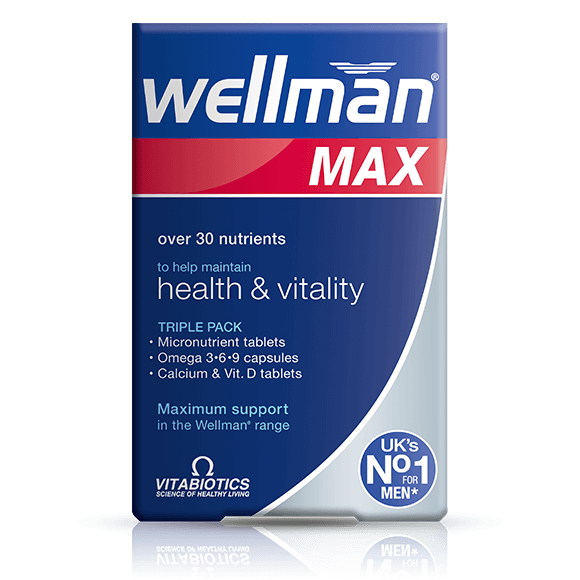 wellman®
MAX
over 30 nutrients
to help maintain
health & vitality
TRIPLE PACK
• Micronutrient tablets
• Omega 3•6•9 capsules
• Calcium & Vit. D tablets
Maximum support
in the Wellman® range
UK's
No1
FOR
MEN*
VITABIOTICS
SCIENCE OF HEALTHY LIVING